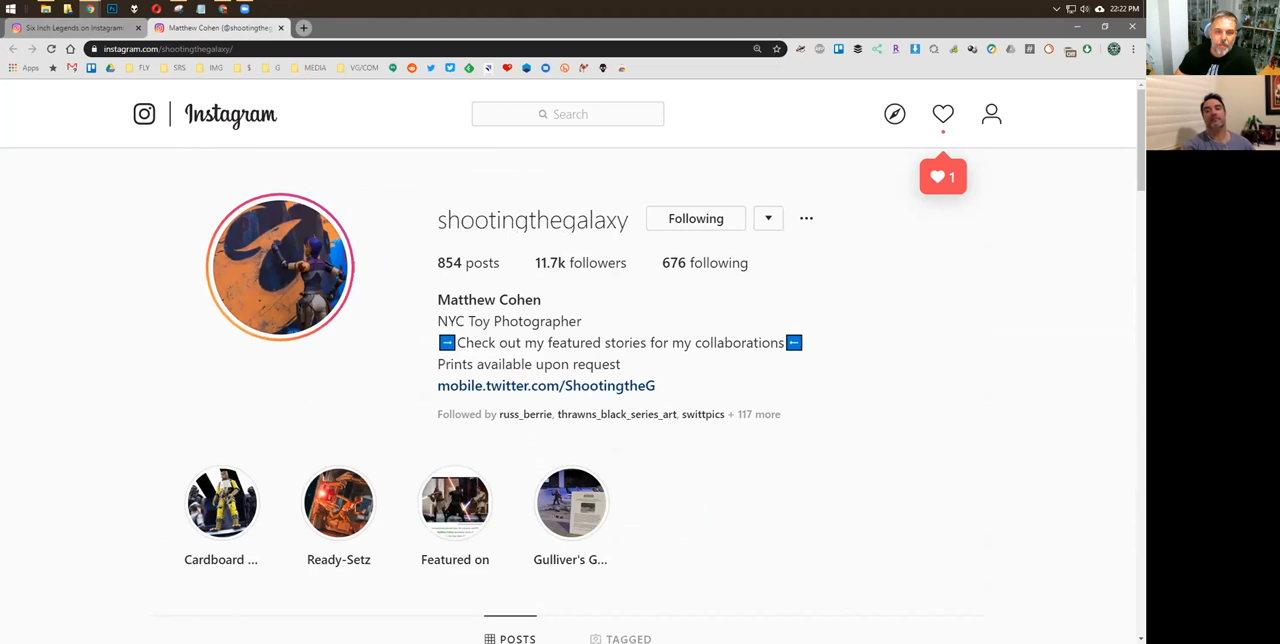 22:22 PM
Six Inch Legends on Instagram:
Matthew Cohen (@shootingtheg
instagram.com/shootingthegalaxy/
Apps
FLY
SRS
IMG
$
G
MEDIA
VG/COM
Instagram
Search
1
shootingthegalaxy
Following
854 posts
11.7k followers
676 following
Matthew Cohen
NYC Toy Photographer
Check out my featured stories for my collaborations
Prints available upon request
mobile.twitter.com/ShootingtheG
Followed by russ_berrie, thrawns_black_series_art, swittpics + 117 more
Cardboard ...
Ready-Setz
Featured on
Gulliver's G...
POSTS
TAGGED